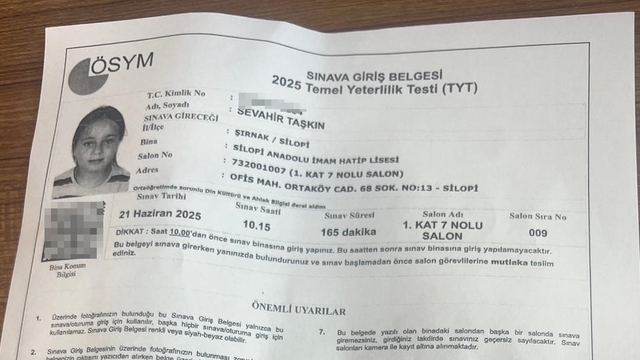 ÖSYM
SINAVA GİRİŞ BELGESİ
2025 Temel Yeterlilik Testi (TYT)
T.C. Kimlik No :
Adı, Soyadı : SEVAHİR TAŞKIN
SINAVA GİRECEĞİ
İl/İlçe : ŞIRNAK / SİLOPİ
Bina : SİLOPİ ANADOLU İMAM HATİP LİSESİ
Salon No : 732001007 (1. KAT 7 NOLU SALON)
Adres : OFİS MAH. ORTAKÖY CAD. 68 SOK. NO:13 - SİLOPİ
Ortaöğretimde zorunlu Din Kültürü ve Ahlak Bilgisi dersi aldım
Sınav Tarihi Sınav Saati Sınav Süresi Salon Adı Salon Sıra No
21 Haziran 2025 10.15 165 dakika 1. KAT 7 NOLU SALON 009
DİKKAT : Saat 10.00'dan önce sınav binasına giriş yapınız. Bu saatten sonra sınav binasına giriş yapılamayacaktır.
Bu belgeyi sınava girerken yanınızda bulundurunuz ve sınav başlamadan önce salon görevlilerine mutlaka teslim
ediniz.
Bina Konum
Bilgisi
ÖNEMLİ UYARILAR
1. Üzerinde fotoğrafınızın bulunduğu bu Sınava Giriş Belgesi yalnızca bu
sınava/oturuma giriş için kullanılır, başka hiçbir sınava/oturuma giriş için
kullanılamaz. Sınava Giriş Belgesi renkli veya siyah-beyaz olabilir.
2. Sınava Giriş Belgesinin üzerinde fotoğrafınızın bulunması
7. Bu belgede yazılı olan binadaki salondan başka bir salonda sınava
giremezsiniz, girdiğiniz takdirde sınavınız geçersiz sayılacaktır. Sınav
salonları kamera ile kayıt altına alınmaktadır.